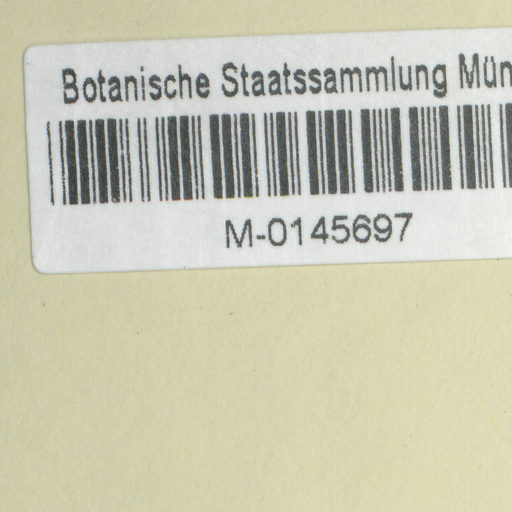 Botanische Staatssammlung Mün
M-0145697